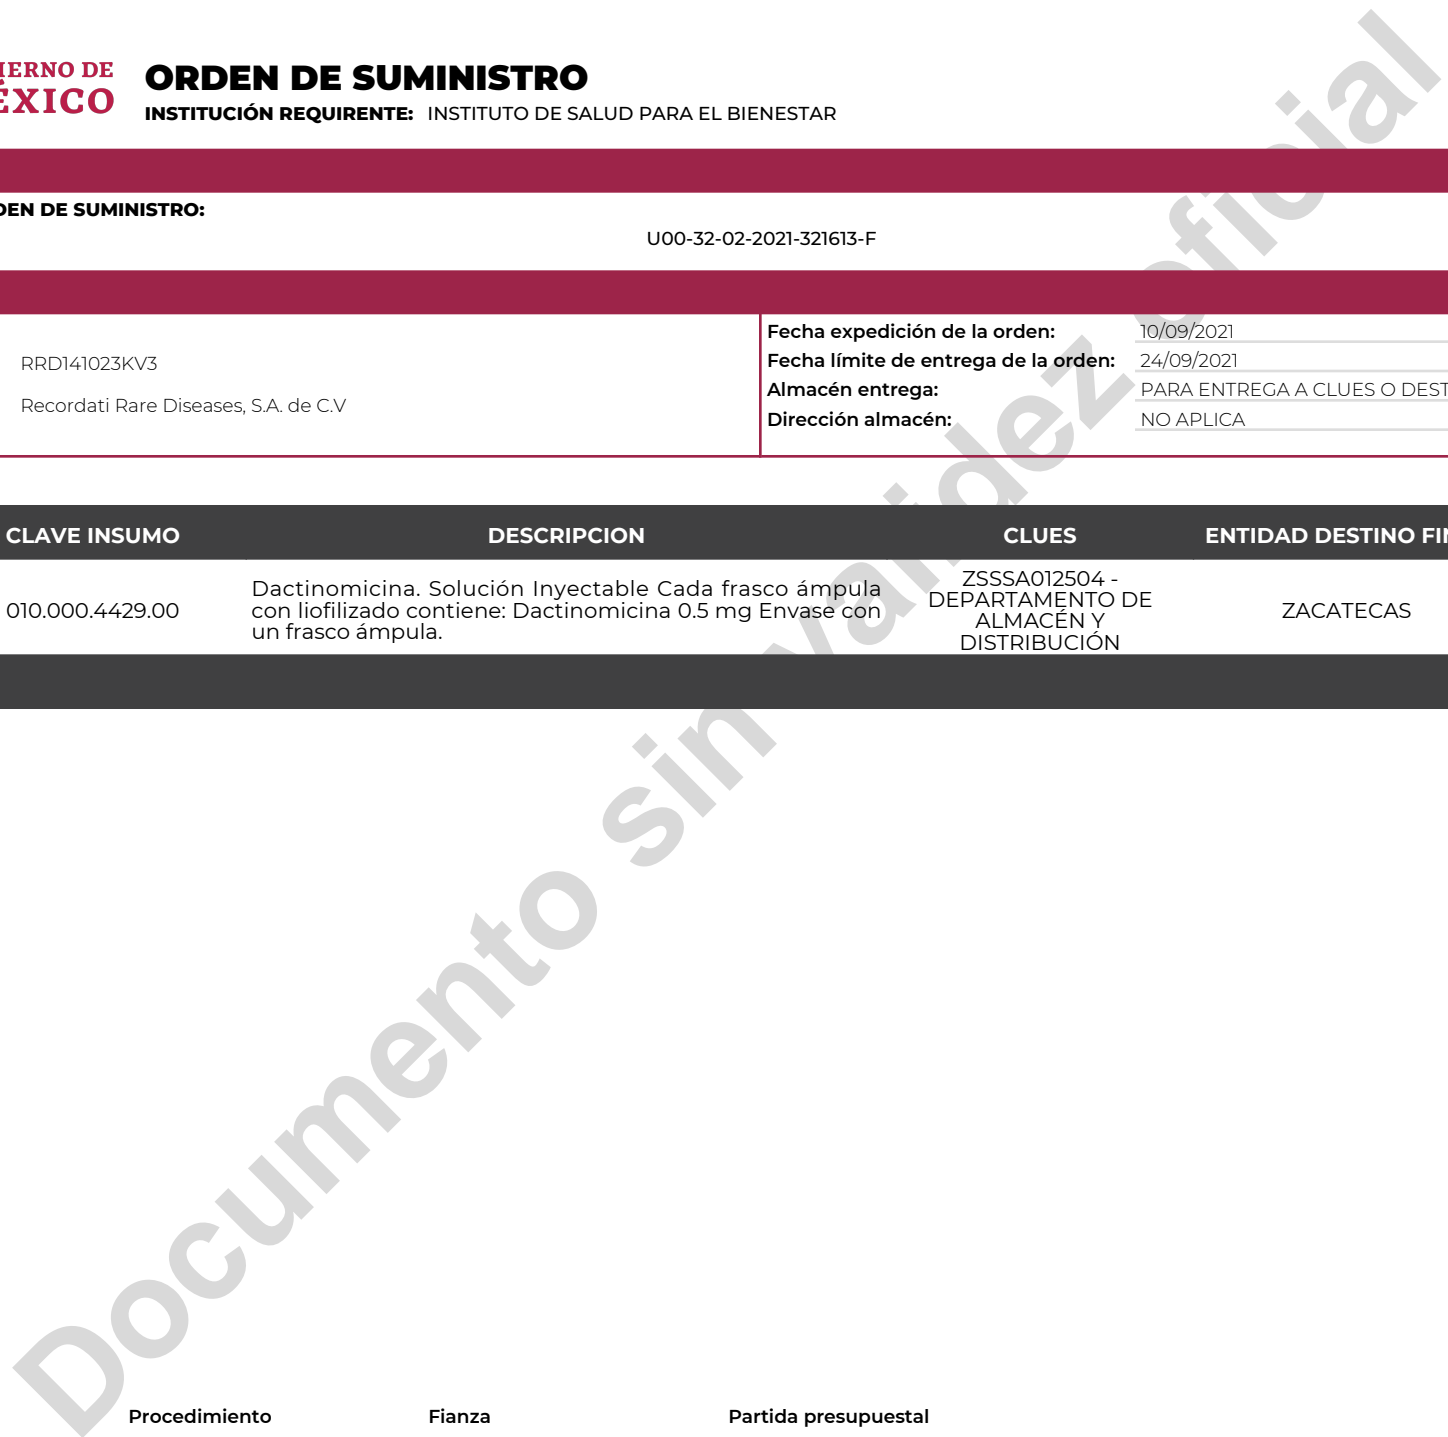 IERNO DE
ÉXICO
ORDEN DE SUMINISTRO
INSTITUCIÓN REQUIRENTE: INSTITUTO DE SALUD PARA EL BIENESTAR
DEN DE SUMINISTRO:
U00-32-02-2021-321613-F
RRD141023KV3
Recordati Rare Diseases, S.A. de C.V
Fecha expedición de la orden: 10/09/2021
Fecha límite de entrega de la orden: 24/09/2021
Almacén entrega: PARA ENTREGA A CLUES O DEST
Dirección almacén: NO APLICA
CLAVE INSUMO DESCRIPCION CLUES ENTIDAD DESTINO FIN
010.000.4429.00
Dactinomicina. Solución Inyectable Cada frasco ámpula
con liofilizado contiene: Dactinomicina 0.5 mg Envase con
un frasco ámpula.
ZSSSA012504 -
DEPARTAMENTO DE
ALMACÉN Y
DISTRIBUCIÓN
ZACATECAS
Documento sin validez oficial
Procedimiento Fianza Partida presupuestal